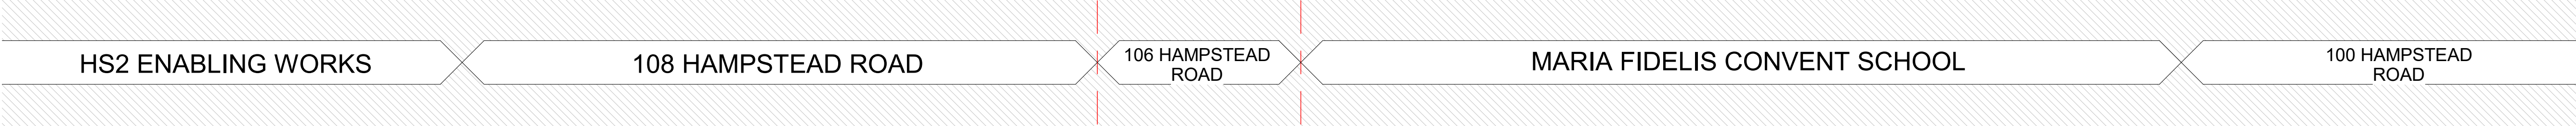 HS2 ENABLING WORKS
108 HAMPSTEAD ROAD
106 HAMPSTEAD
ROAD
MARIA FIDELIS CONVENT SCHOOL
100 HAMPSTEAD
ROAD